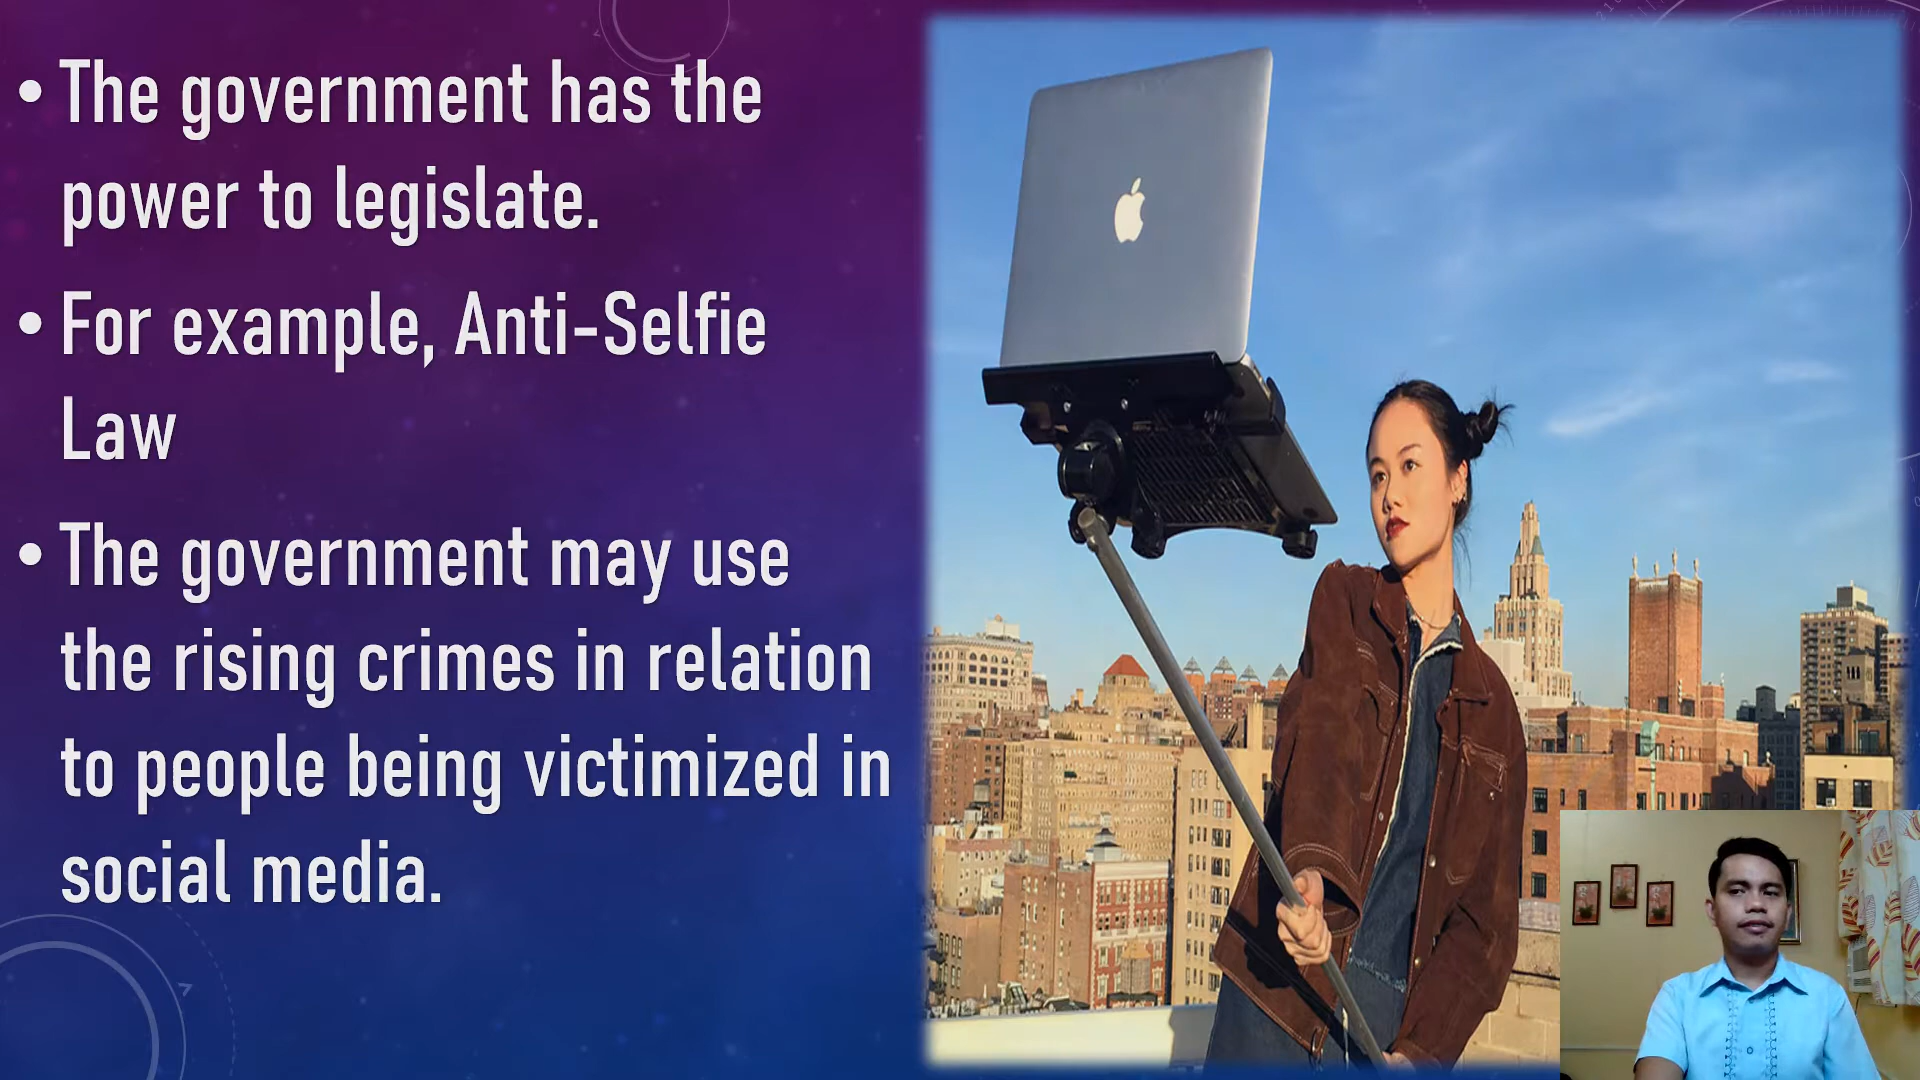 • The government has the
power to legislate.
• For example, Anti-Selfie
Law
• The government may use
the rising crimes in relation
to people being victimized in
social media.